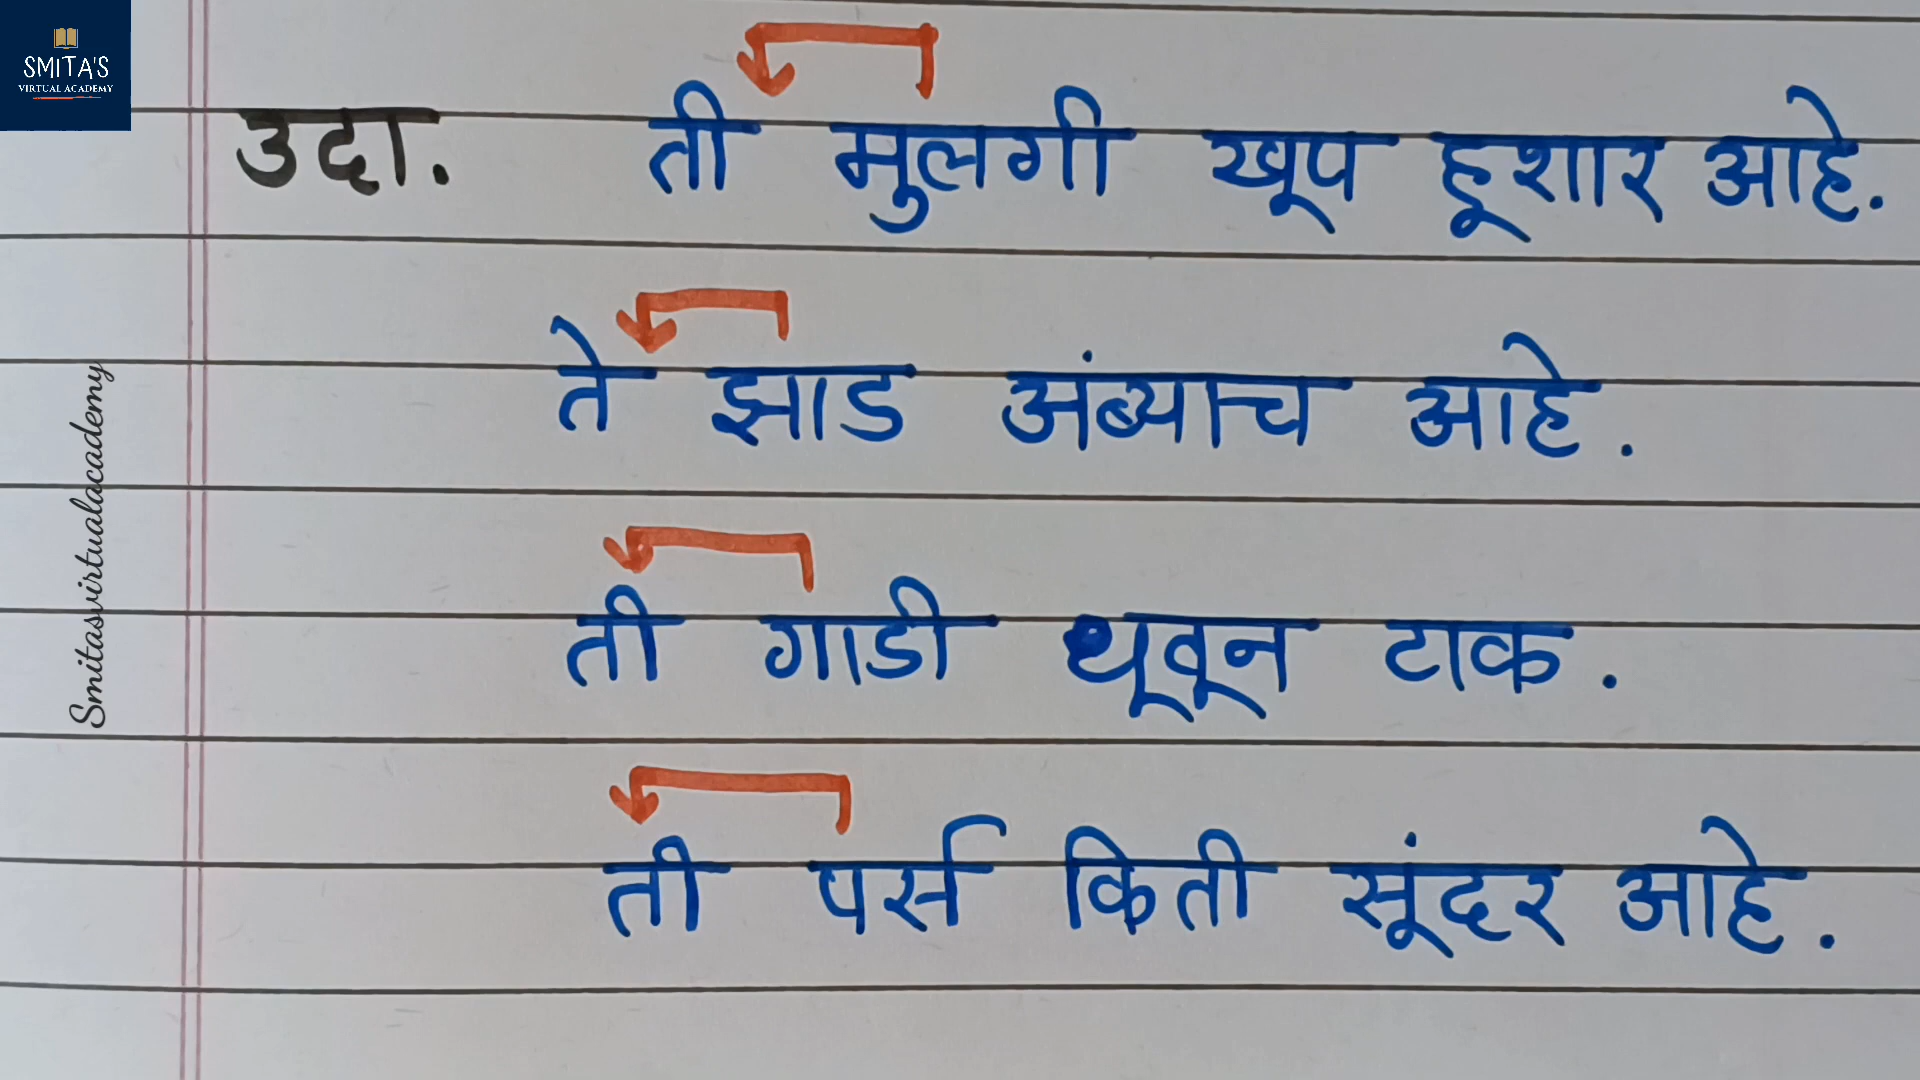 SMITA'S
VIRTUAL ACADEMY
उदा. ती मुलगी खूप हूशार आहे.
ते झाड अंब्याच आहे.
ती गाडी धूवून टाक.
ती पर्स किती सूंदर आहे.
Smitasvirtualacademy